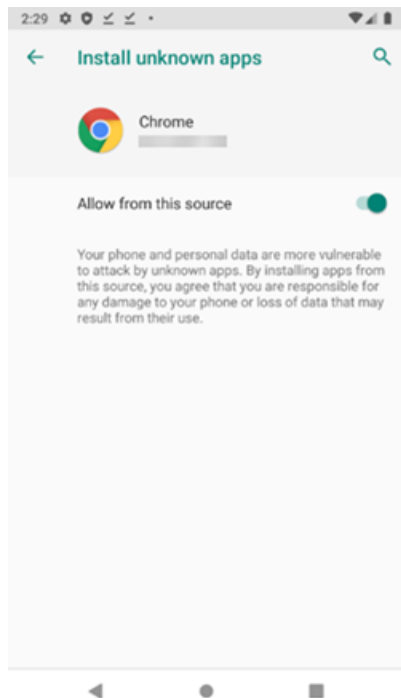 2:29
Install unknown apps
Chrome
Allow from this source
Your phone and personal data are more vulnerable
to attack by unknown apps. By installing apps from
this source, you agree that you are responsible for
any damage to your phone or loss of data that may
result from their use.